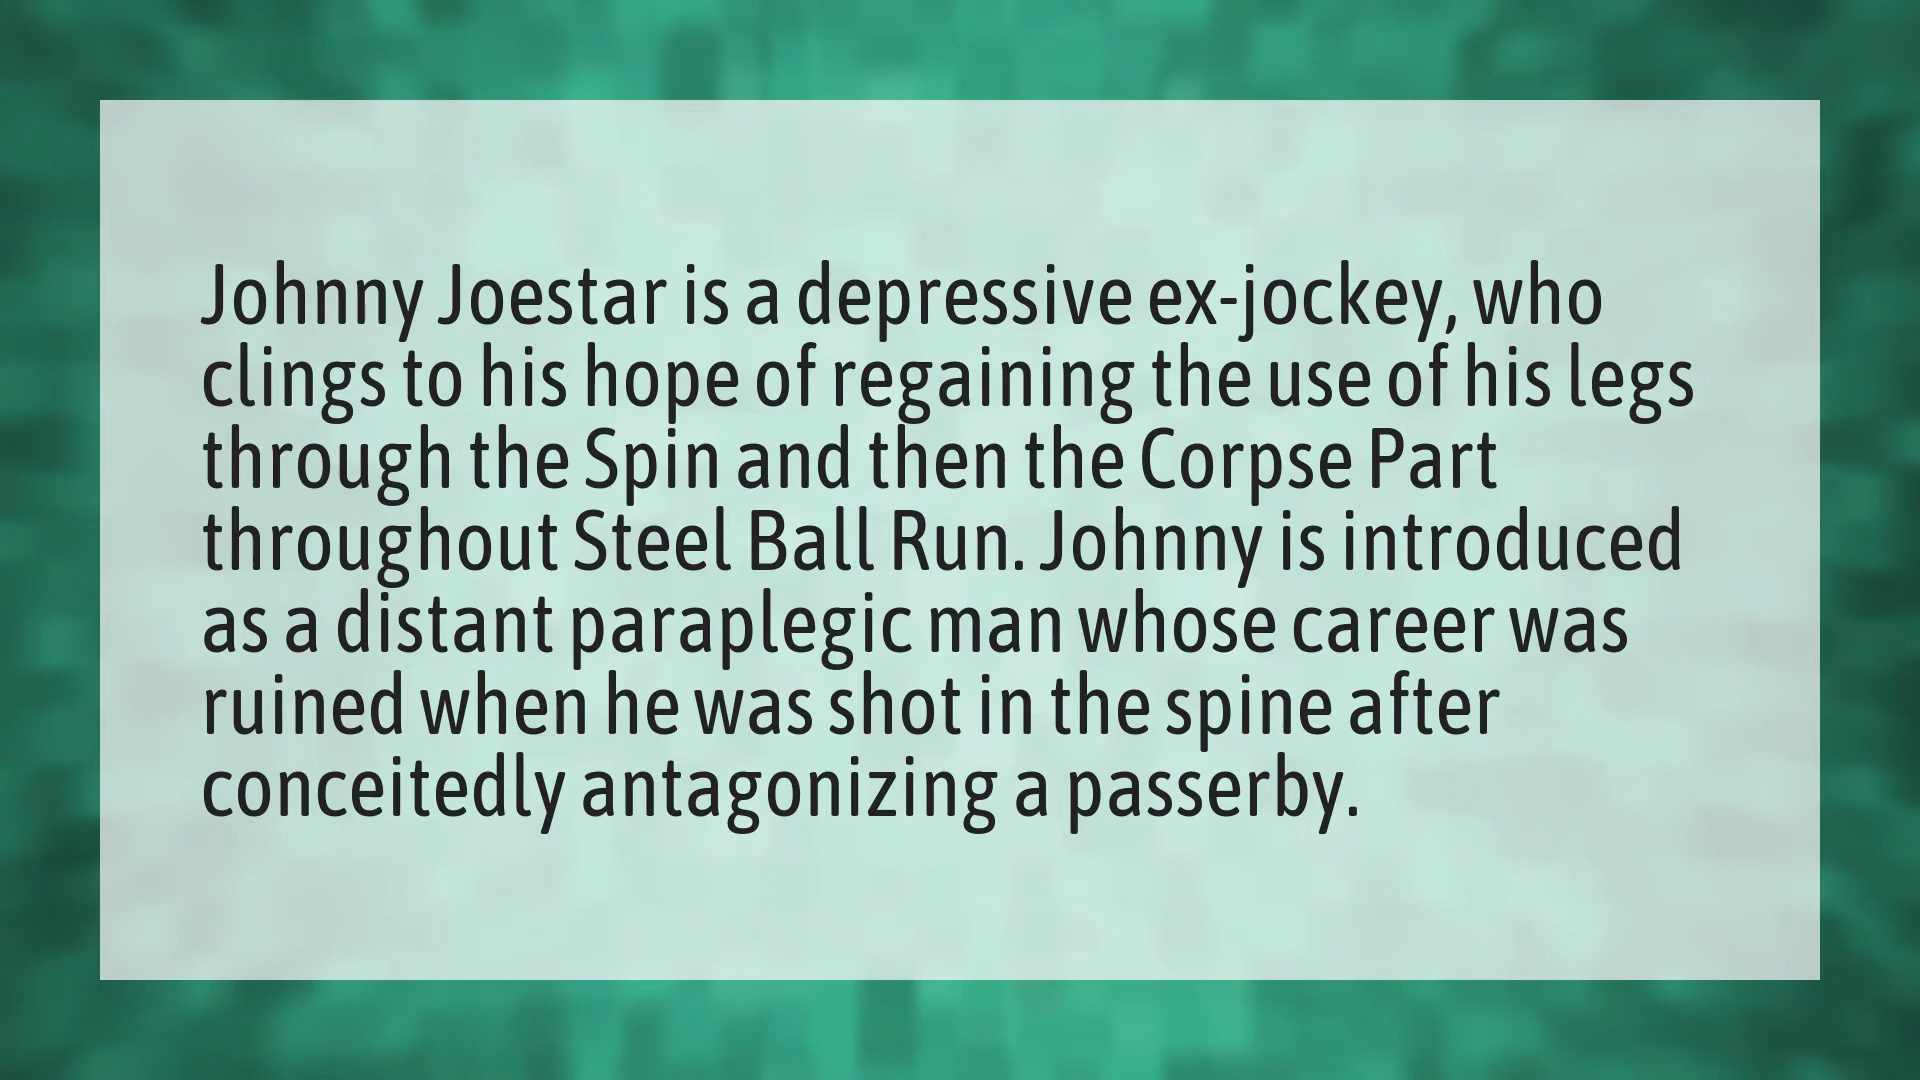 Johnny Joestar is a depressive ex-jockey, who
clings to his hope of regaining the use of his legs
through the Spin and then the Corpse Part
throughout Steel Ball Run. Johnny is introduced
as a distant paraplegic man whose career was
ruined when he was shot in the spine after
conceitedly antagonizing a passerby.